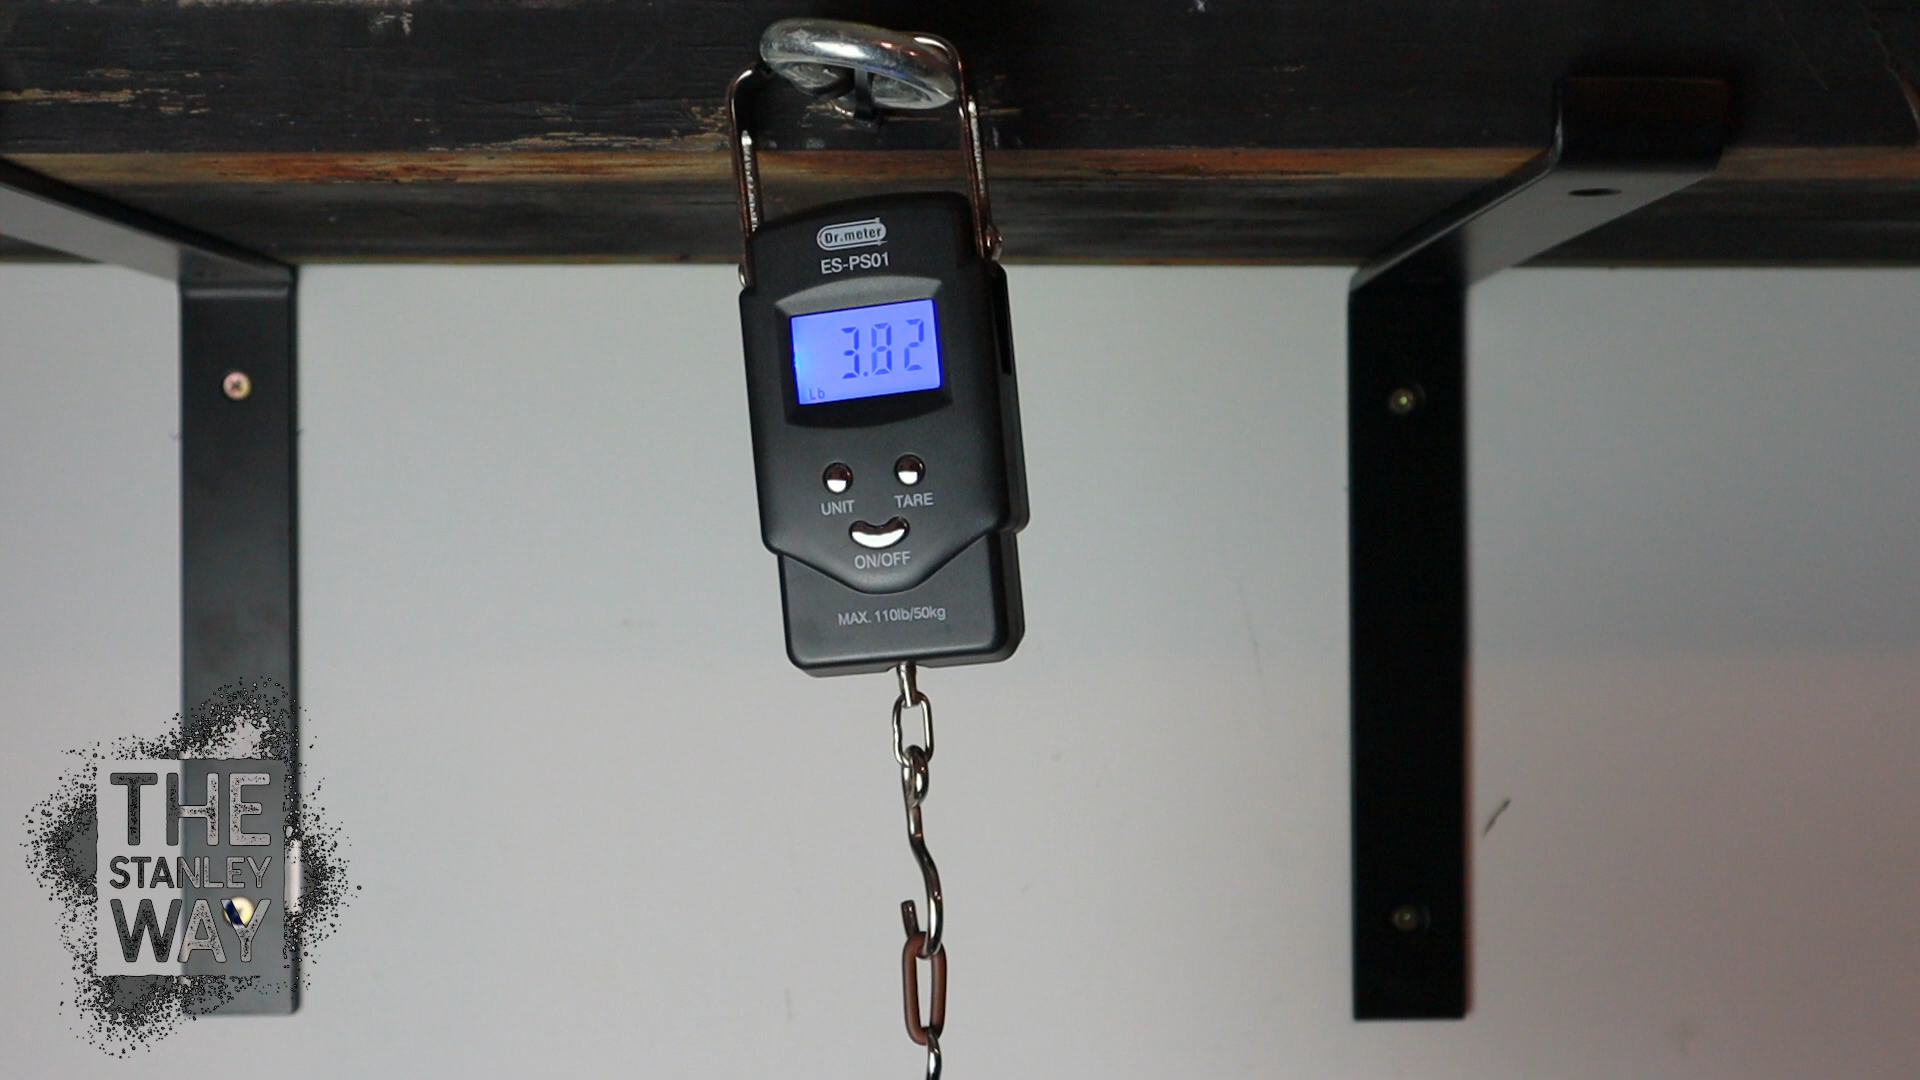 Dr.meter
ES-PS01
3.82
Lb
UNIT TARE
ON/OFF
MAX. 110lb/50kg
THE
STANLEY
WAY